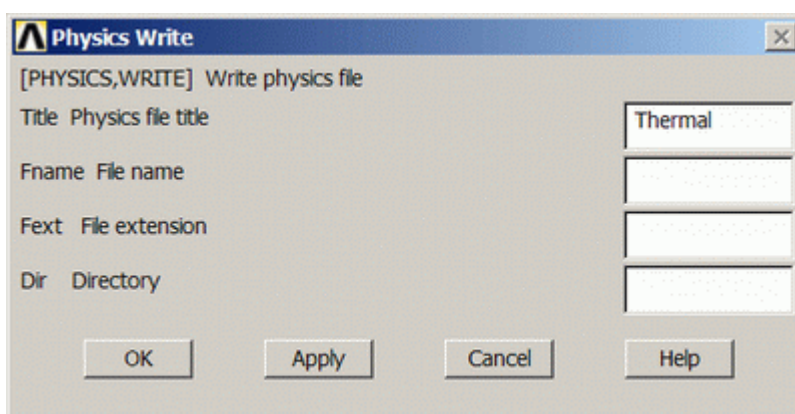 Physics Write
[PHYSICS,WRITE] Write physics file
Title Physics file title Thermal
Fname File name
Fext File extension
Dir Directory
OK Apply Cancel Help